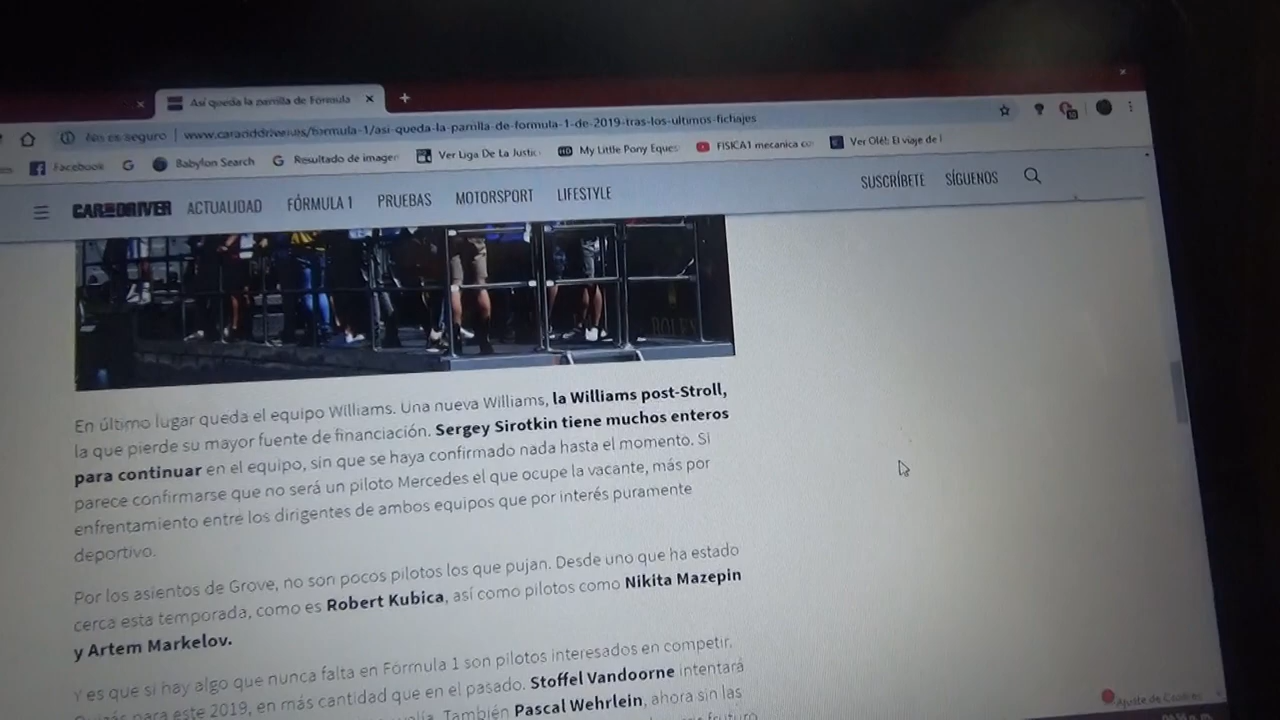 Así queda la parrilla de Fórmula
No es seguro | www.caranddriver.es/formula-1/asi-queda-la-parrilla-de-formula-1-de-2019-tras-los-ultimos-fichajes
Facebook Babylon Search Resultado de imagen Ver Liga De La Justic My Little Pony Eques FISICA1 mecanica co Ver Olé!: El viaje de
CAR AND DRIVER ACTUALIDAD FÓRMULA 1 PRUEBAS MOTORSPORT LIFESTYLE SUSCRÍBETE SÍGUENOS
ROLEX
En último lugar queda el equipo Williams. Una nueva Williams, la Williams post-Stroll,
la que pierde su mayor fuente de financiación. Sergey Sirotkin tiene muchos enteros
para continuar en el equipo, sin que se haya confirmado nada hasta el momento. Si
parece confirmarse que no será un piloto Mercedes el que ocupe la vacante, más por
enfrentamiento entre los dirigentes de ambos equipos que por interés puramente
deportivo.
Por los asientos de Grove, no son pocos pilotos los que pujan. Desde uno que ha estado
cerca esta temporada, como es Robert Kubica, así como pilotos como Nikita Mazepin
y Artem Markelov.
Y es que si hay algo que nunca falta en Fórmula 1 son pilotos interesados en competir.
para este 2019, en más cantidad que en el pasado. Stoffel Vandoorne intentará
También Pascal Wehrlein, ahora sin las
Ajuste de Cookies